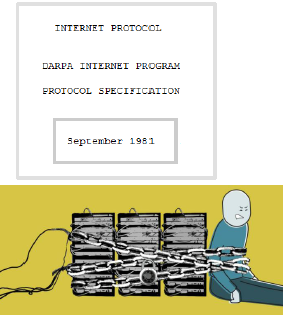 INTERNET PROTOCOL
DARPA INTERNET PROGRAM
PROTOCOL SPECIFICATION
September 1981